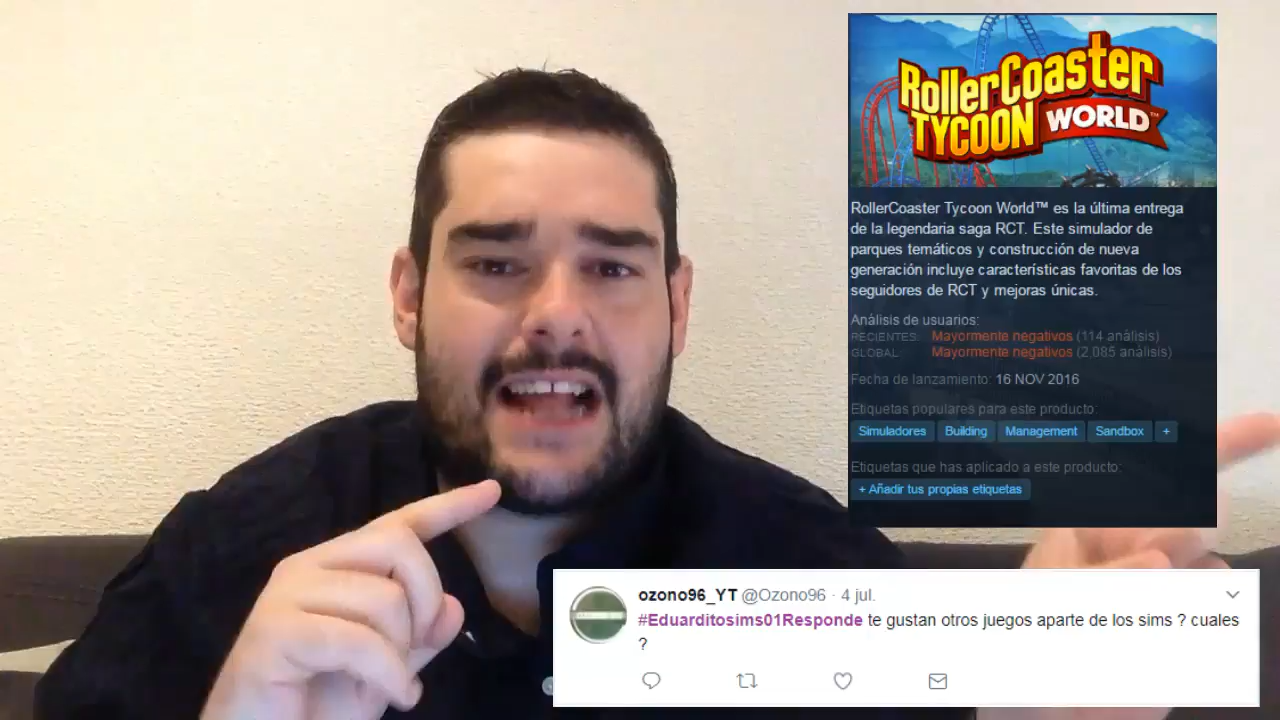 RollerCoaster
TYCOON WORLD™
RollerCoaster Tycoon World™ es la última entrega
de la legendaria saga RCT. Este simulador de
parques temáticos y construcción de nueva
generación incluye características favoritas de los
seguidores de RCT y mejoras únicas.
Análisis de usuarios:
RECIENTES: Mayormente negativos (114 análisis)
GLOBAL: Mayormente negativos (2 085 análisis)
Fecha de lanzamiento: 16 NOV 2016
Etiquetas populares para este producto:
Simuladores Building Management Sandbox +
Etiquetas que has aplicado a este producto:
+ Añadir tus propias etiquetas
ozono96_YT @Ozono96 · 4 jul.
#Eduarditosims01Responde te gustan otros juegos aparte de los sims ? cuales
?